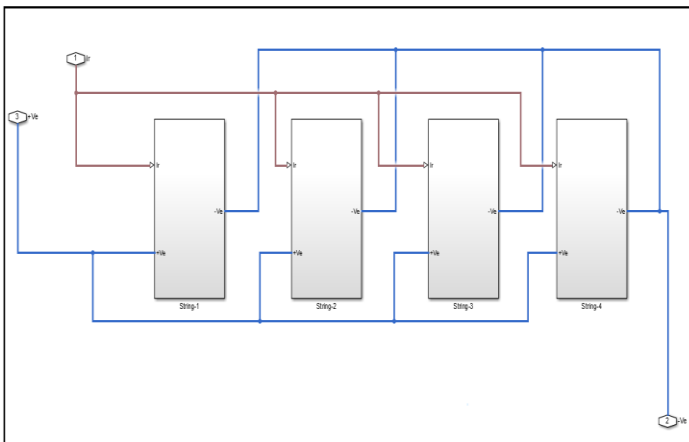 1 Ir
3 +Ve
Ir Ir Ir Ir
-Ve -Ve -Ve -Ve
+Ve +Ve +Ve +Ve
String-1 String-2 String-3 String-4
2 -Ve